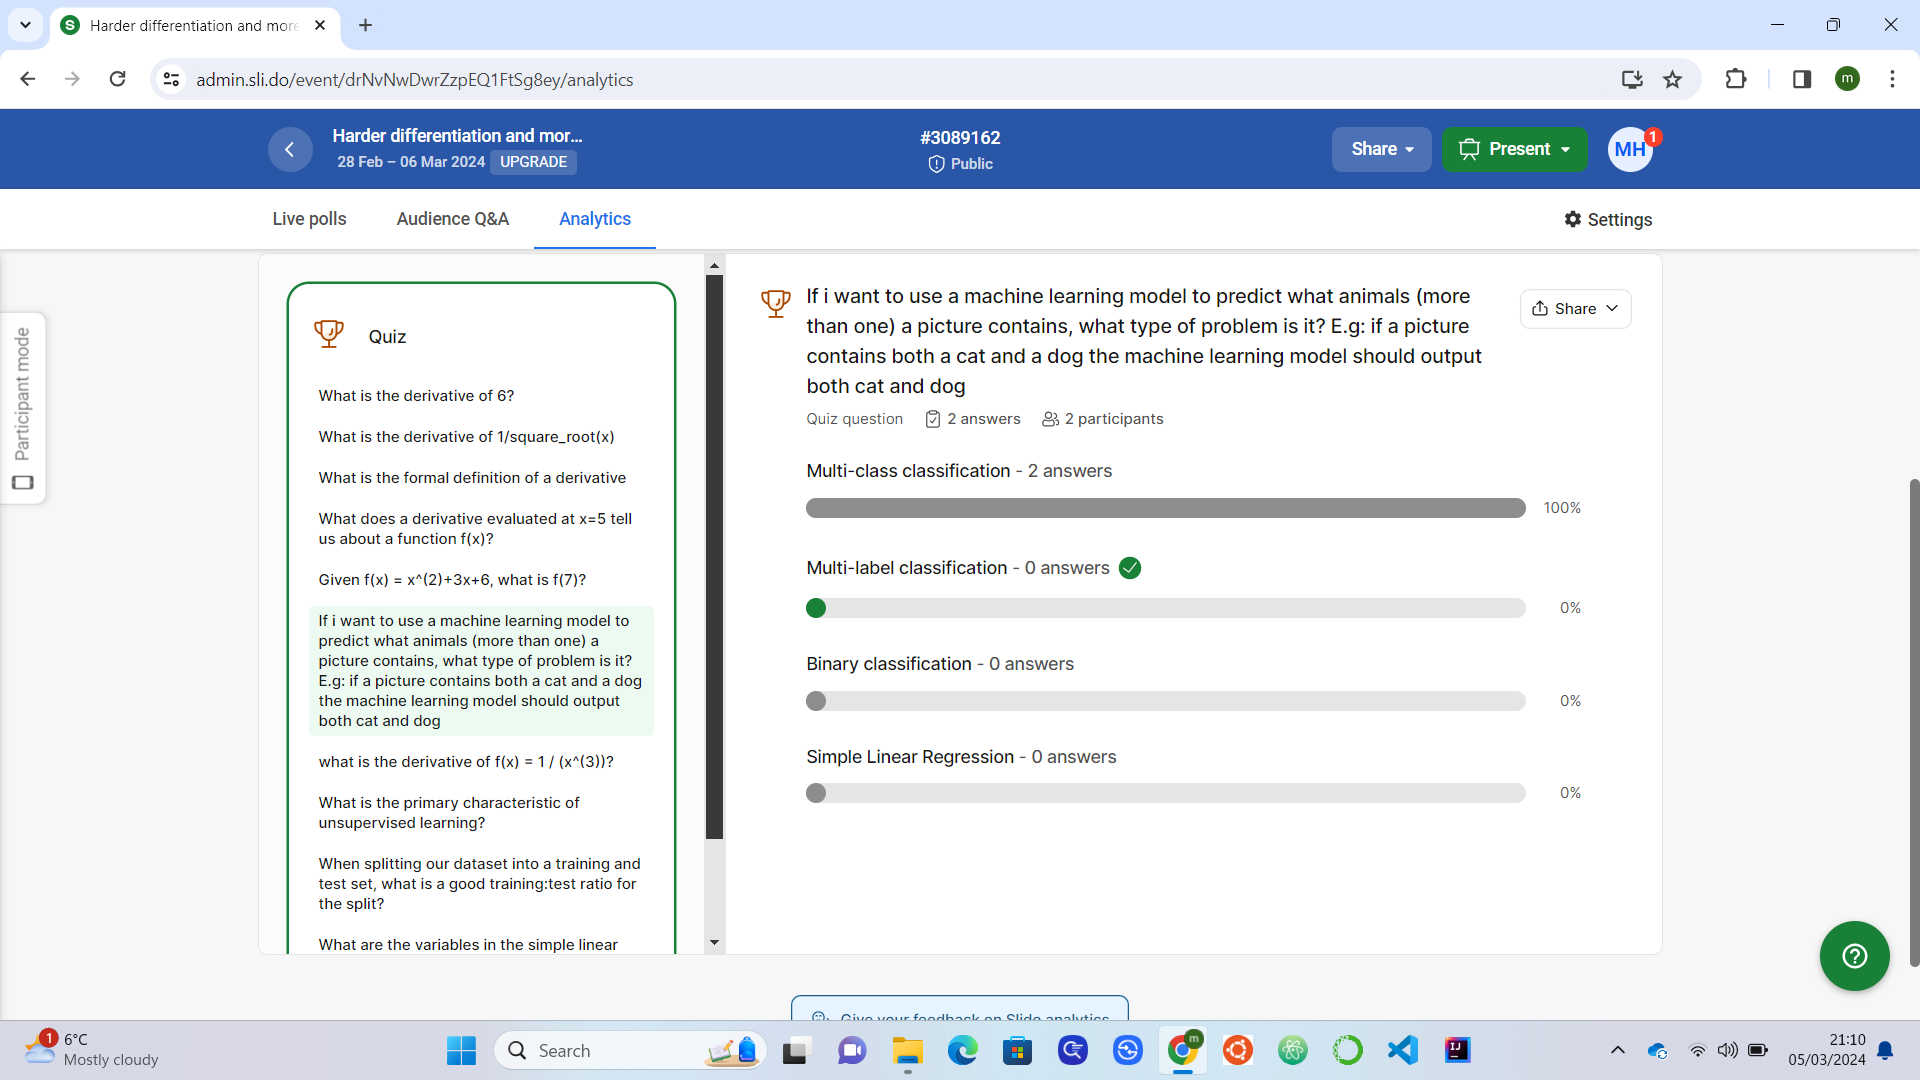 Harder differentiation and more
admin.sli.do/event/drNvNwDwrZzpEQ1FtSg8ey/analytics
m
Harder differentiation and mor...
28 Feb – 06 Mar 2024 UPGRADE
#3089162
Public
Share
Present
MH
1
Live polls
Audience Q&A
Analytics
Settings
Participant mode
Quiz
What is the derivative of 6?
What is the derivative of 1/square_root(x)
What is the formal definition of a derivative
What does a derivative evaluated at x=5 tell
us about a function f(x)?
Given f(x) = x^(2)+3x+6, what is f(7)?
If i want to use a machine learning model to
predict what animals (more than one) a
picture contains, what type of problem is it?
E.g: if a picture contains both a cat and a dog
the machine learning model should output
both cat and dog
what is the derivative of f(x) = 1 / (x^(3))?
What is the primary characteristic of
unsupervised learning?
When splitting our dataset into a training and
test set, what is a good training:test ratio for
the split?
What are the variables in the simple linear
If i want to use a machine learning model to predict what animals (more
than one) a picture contains, what type of problem is it? E.g: if a picture
contains both a cat and a dog the machine learning model should output
both cat and dog
Share
Quiz question 2 answers 2 participants
Multi-class classification - 2 answers
100%
Multi-label classification - 0 answers
0%
Binary classification - 0 answers
0%
Simple Linear Regression - 0 answers
0%
Give your feedback on Slido analytics
1
6°C
Mostly cloudy
Search
m
IJ
21:10
05/03/2024